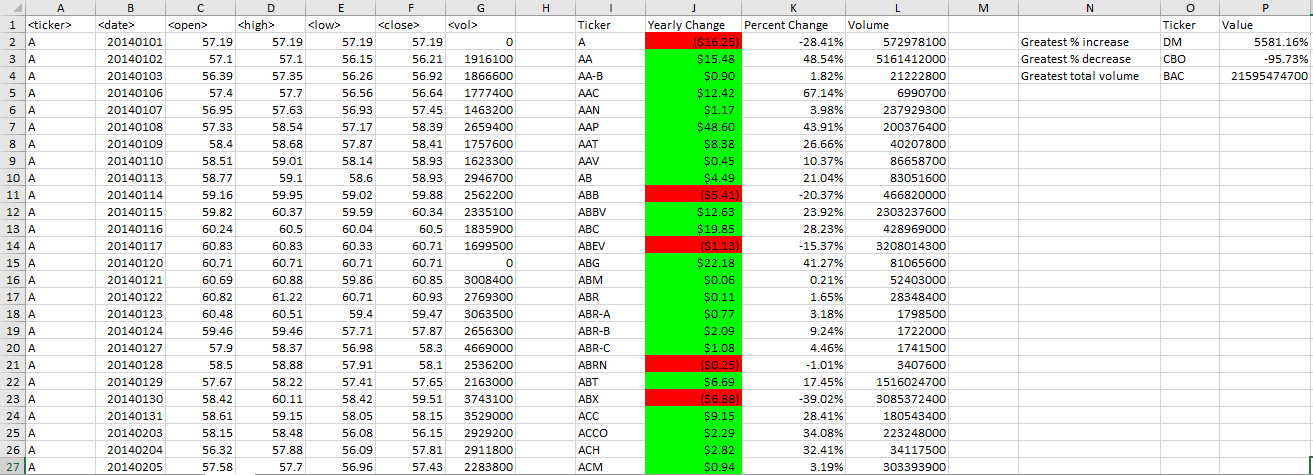 A B C D E F G H I J K L M N O P
1 <ticker> <date> <open> <high> <low> <close> <vol> Ticker Yearly Change Percent Change Volume Ticker Value
2 A 20140101 57.19 57.19 57.19 57.19 0 A ($16.25) -28.41% 572978100 Greatest % increase DM 5581.16%
3 A 20140102 57.1 57.1 56.15 56.21 1916100 AA $15.48 48.54% 5161412000 Greatest % decrease CBO -95.73%
4 A 20140103 56.39 57.35 56.26 56.92 1866600 AA-B $0.90 1.82% 21222800 Greatest total volume BAC 21595474700
5 A 20140106 57.4 57.7 56.56 56.64 1777400 AAC $12.42 67.14% 6990700
6 A 20140107 56.95 57.63 56.93 57.45 1463200 AAN $1.17 3.98% 237929300
7 A 20140108 57.33 58.54 57.17 58.39 2659400 AAP $48.60 43.91% 200376400
8 A 20140109 58.4 58.68 57.87 58.41 1757600 AAT $8.38 26.66% 40207800
9 A 20140110 58.51 59.01 58.14 58.93 1623300 AAV $0.45 10.37% 86658700
10 A 20140113 58.77 59.1 58.6 58.93 2946700 AB $4.49 21.04% 83051600
11 A 20140114 59.16 59.95 59.02 59.88 2562200 ABB ($5.41) -20.37% 466820000
12 A 20140115 59.82 60.37 59.59 60.34 2335100 ABBV $12.63 23.92% 2303237600
13 A 20140116 60.24 60.5 60.04 60.5 1835900 ABC $19.85 28.23% 428969000
14 A 20140117 60.83 60.83 60.33 60.71 1699500 ABEV ($1.13) -15.37% 3208014300
15 A 20140120 60.71 60.71 60.71 60.71 0 ABG $22.18 41.27% 81065600
16 A 20140121 60.69 60.88 59.86 60.85 3008400 ABM $0.06 0.21% 52403000
17 A 20140122 60.82 61.22 60.71 60.93 2769300 ABR $0.11 1.65% 28348400
18 A 20140123 60.48 60.51 59.4 59.47 3063500 ABR-A $0.77 3.18% 1798500
19 A 20140124 59.46 59.46 57.71 57.87 2656300 ABR-B $2.09 9.24% 1722000
20 A 20140127 57.9 58.37 56.98 58.3 4669000 ABR-C $1.08 4.46% 1741500
21 A 20140128 58.5 58.88 57.91 58.1 2536200 ABRN ($0.25) -1.01% 3407600
22 A 20140129 57.67 58.22 57.41 57.65 2163000 ABT $6.69 17.45% 1516024700
23 A 20140130 58.42 60.11 58.42 59.51 3743100 ABX ($6.88) -39.02% 3085372400
24 A 20140131 58.61 59.15 58.05 58.15 3529000 ACC $9.15 28.41% 180543400
25 A 20140203 58.15 58.48 56.08 56.15 2929200 ACCO $2.29 34.08% 223248000
26 A 20140204 56.32 57.88 56.09 57.81 2911800 ACH $2.82 32.41% 34117500
27 A 20140205 57.58 57.7 56.96 57.43 2283800 ACM $0.94 3.19% 303393900